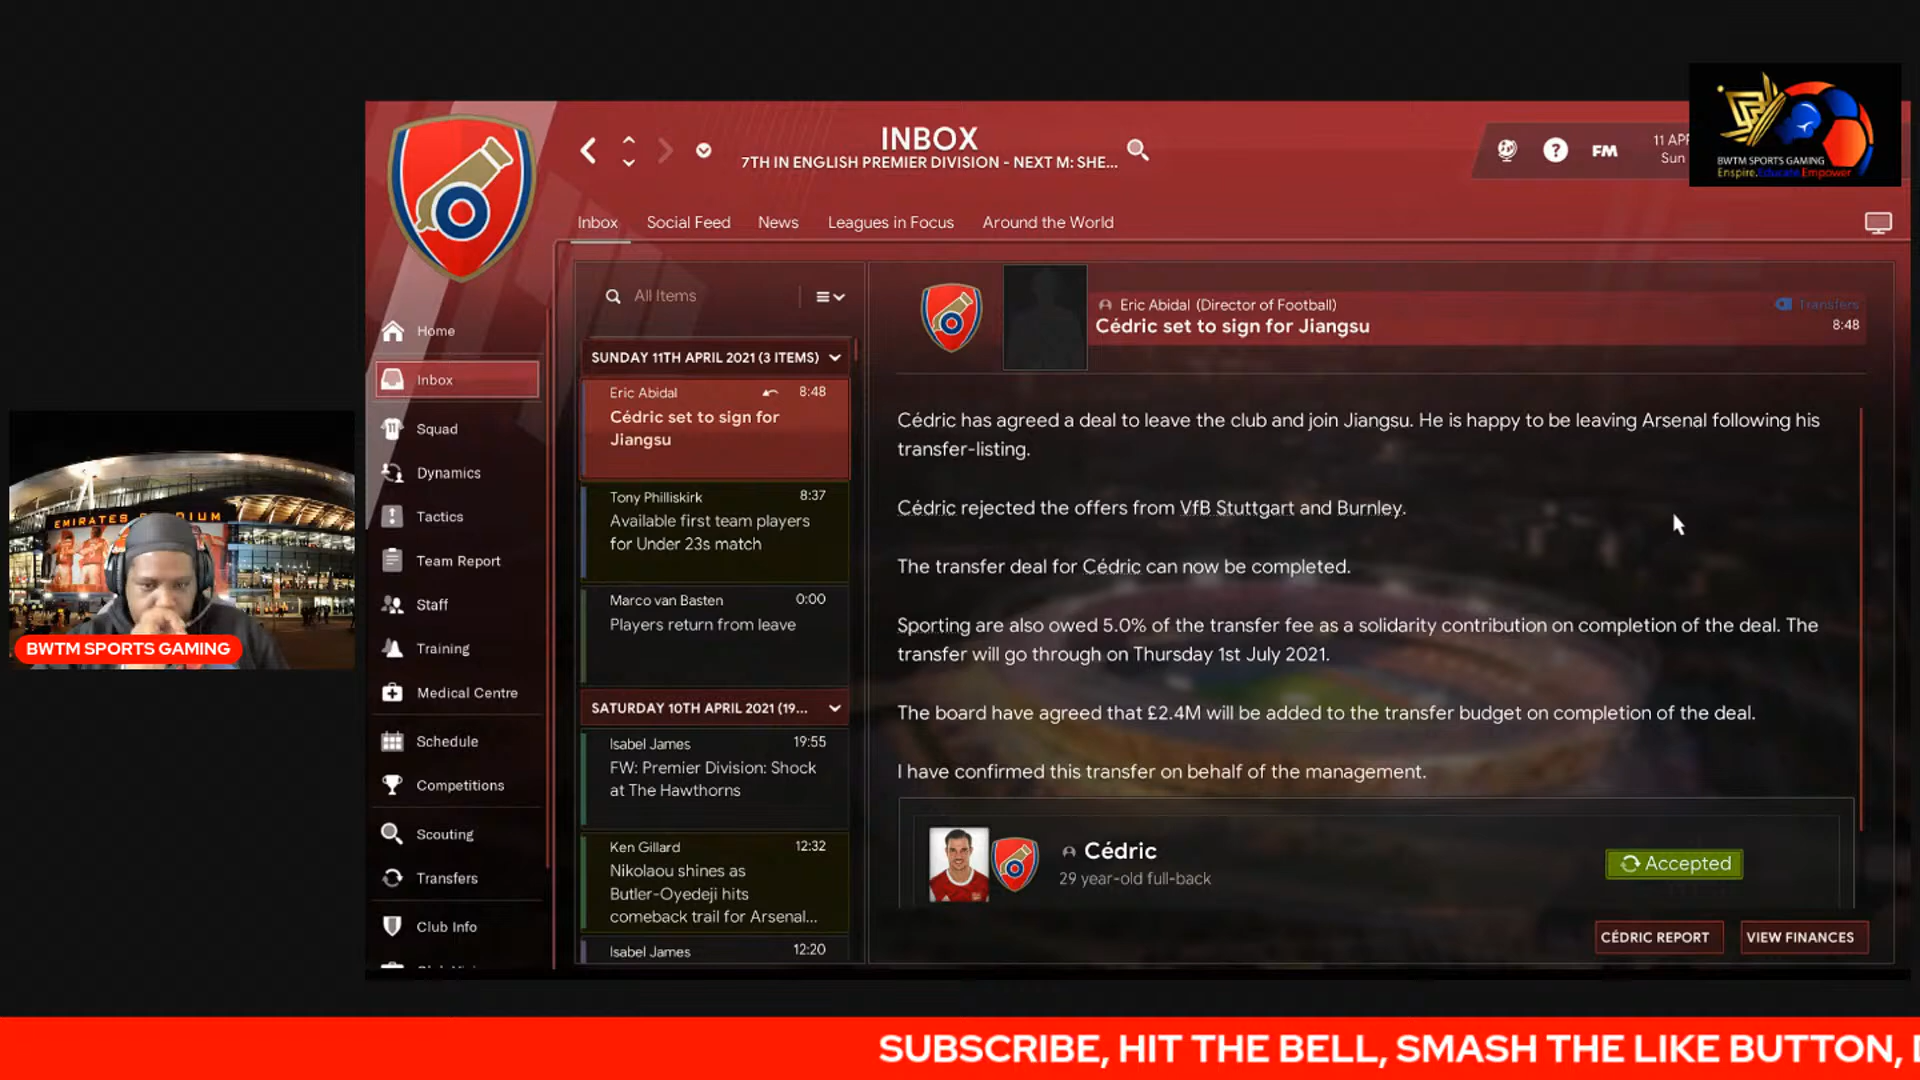 INBOX
7TH IN ENGLISH PREMIER DIVISION - NEXT M: SHE...
FM
11 APR
Sun
BWTM SPORTS GAMING
Enspire.Educate.Empower
Inbox
Social Feed
News
Leagues in Focus
Around the World
Home
Inbox
Squad
Dynamics
Tactics
Team Report
Staff
Training
Medical Centre
Schedule
Competitions
Scouting
Transfers
Club Info
All Items
SUNDAY 11TH APRIL 2021 (3 ITEMS)
Eric Abidal 8:48
Cédric set to sign for
Jiangsu
Tony Philliskirk 8:37
Available first team players
for Under 23s match
Marco van Basten 0:00
Players return from leave
SATURDAY 10TH APRIL 2021 (19...
Isabel James 19:55
FW: Premier Division: Shock
at The Hawthorns
Ken Gillard 12:32
Nikolaou shines as
Butler-Oyedeji hits
comeback trail for Arsenal...
Isabel James 12:20
Eric Abidal (Director of Football)
Transfers
Cédric set to sign for Jiangsu
8:48
Cédric has agreed a deal to leave the club and join Jiangsu. He is happy to be leaving Arsenal following his
transfer-listing.
Cédric rejected the offers from VfB Stuttgart and Burnley.
The transfer deal for Cédric can now be completed.
Sporting are also owed 5.0% of the transfer fee as a solidarity contribution on completion of the deal. The
transfer will go through on Thursday 1st July 2021.
The board have agreed that £2.4M will be added to the transfer budget on completion of the deal.
I have confirmed this transfer on behalf of the management.
Cédric
29 year-old full-back
Accepted
CÉDRIC REPORT
VIEW FINANCES
EMIRATES STADIUM
BWTM SPORTS GAMING
SUBSCRIBE, HIT THE BELL, SMASH THE LIKE BUTTON,